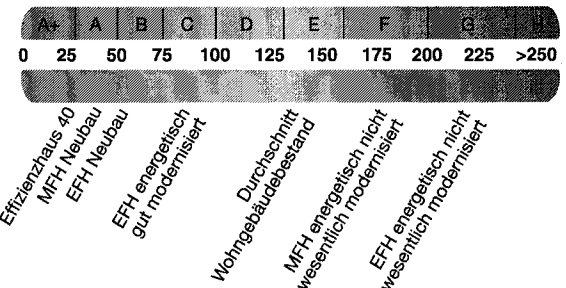 A+ A B C D E F G H
0 25 50 75 100 125 150 175 200 225 >250
Effizienzhaus 40
MFH Neubau
EFH Neubau
EFH energetisch
gut modernisiert
Durchschnitt
Wohngebäudebestand
MFH energetisch nicht
wesentlich modernisiert
EFH energetisch nicht
wesentlich modernisiert